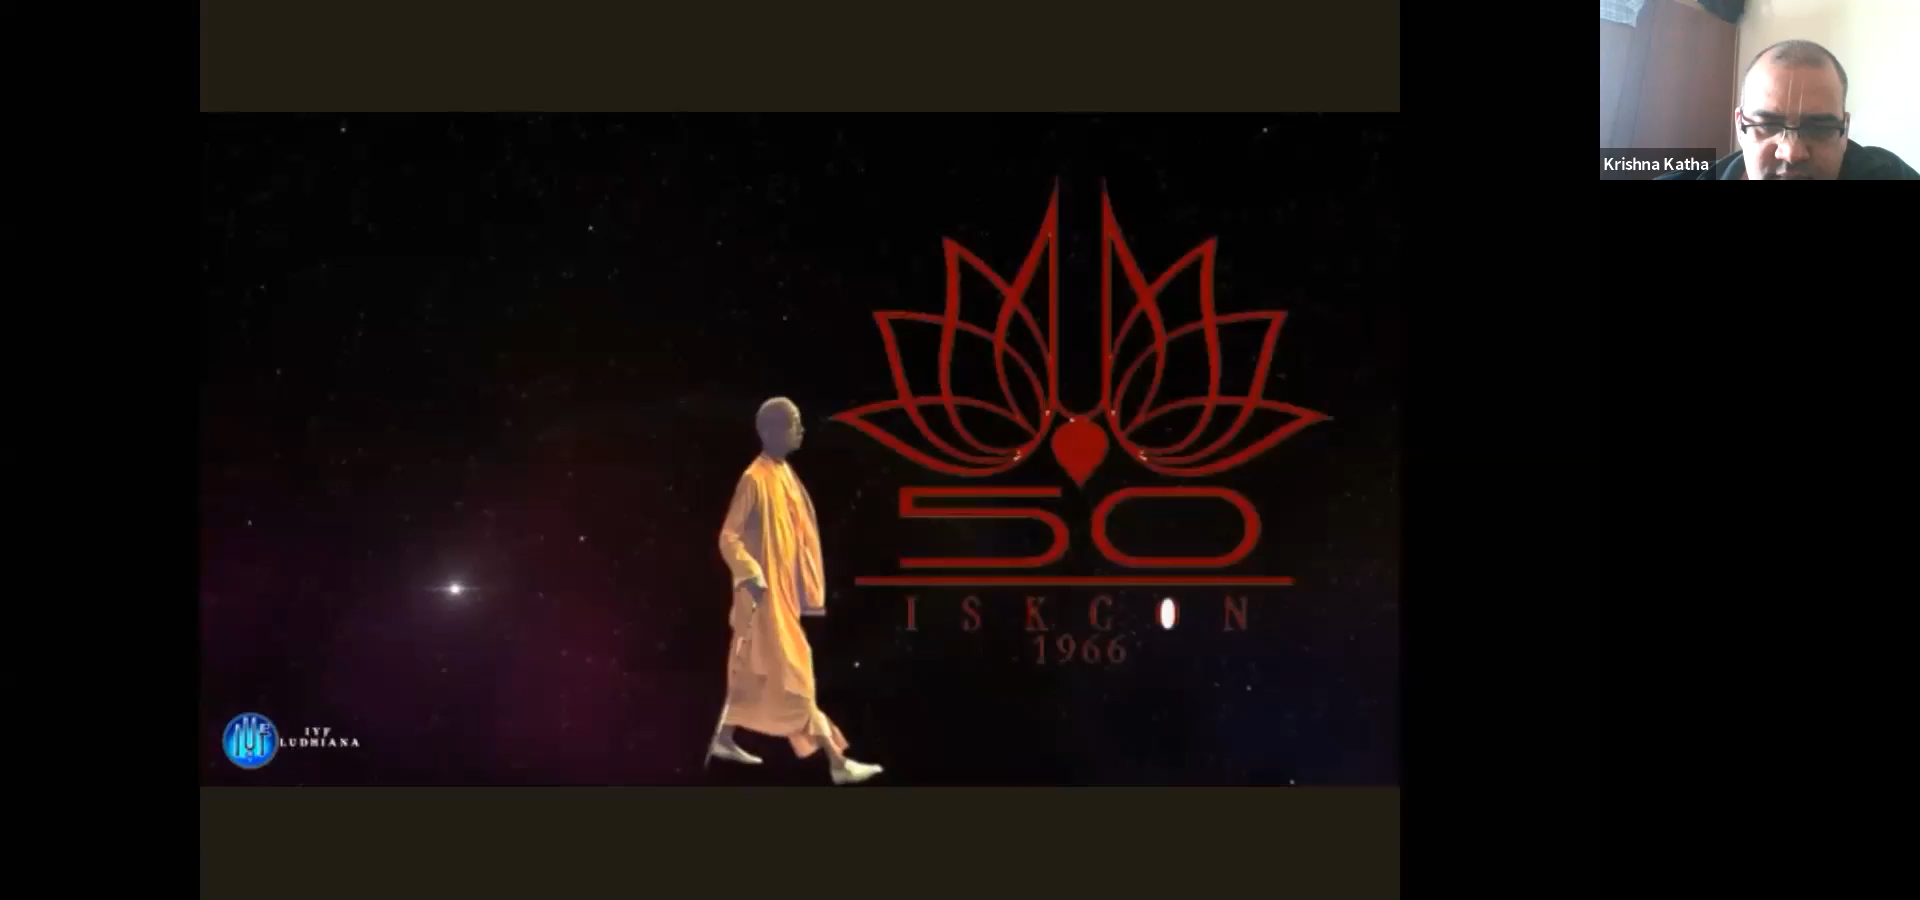 Krishna Katha
50
ISKCON
1966
IYF
LUDHIANA